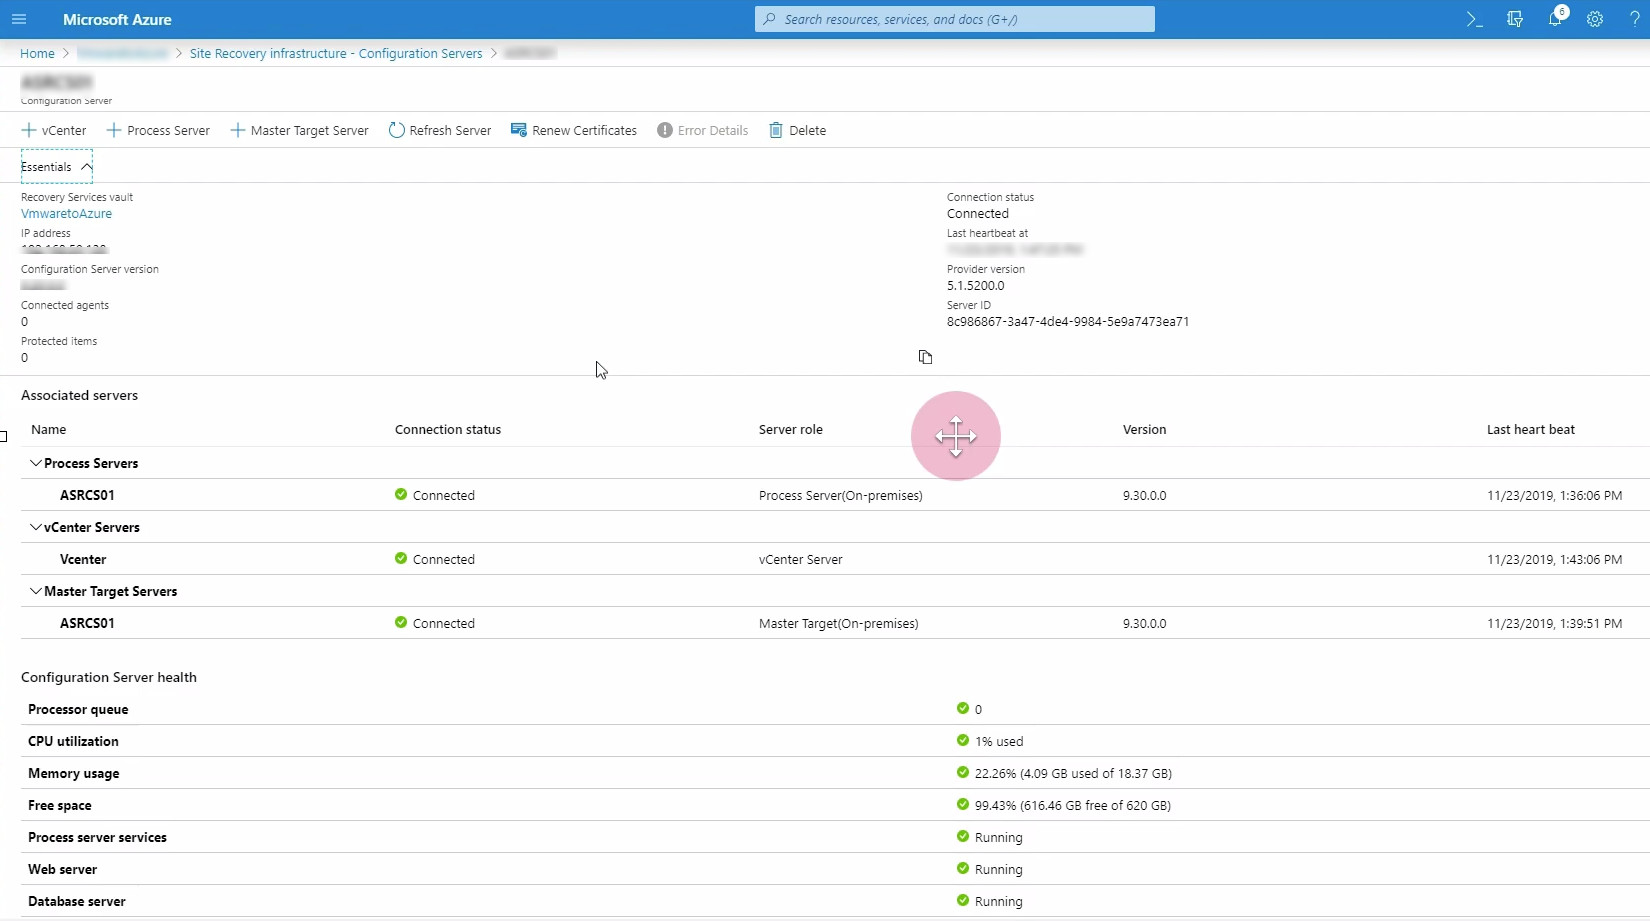 Microsoft Azure
Search resources, services, and docs (G+/)
6
Home > > Site Recovery infrastructure - Configuration Servers >
Configuration Server
vCenter Process Server Master Target Server Refresh Server Renew Certificates Error Details Delete
Essentials
Recovery Services vault
VmwaretoAzure
IP address
Configuration Server version
Connected agents
0
Protected items
0
Connection status
Connected
Last heartbeat at
Provider version
5.1.5200.0
Server ID
8c986867-3a47-4de4-9984-5e9a7473ea71
Associated servers
Name Connection status Server role Version Last heart beat
Process Servers
ASRCS01 Connected Process Server(On-premises) 9.30.0.0 11/23/2019, 1:36:06 PM
vCenter Servers
Vcenter Connected vCenter Server 11/23/2019, 1:43:06 PM
Master Target Servers
ASRCS01 Connected Master Target(On-premises) 9.30.0.0 11/23/2019, 1:39:51 PM
Configuration Server health
Processor queue 0
CPU utilization 1% used
Memory usage 22.26% (4.09 GB used of 18.37 GB)
Free space 99.43% (616.46 GB free of 620 GB)
Process server services Running
Web server Running
Database server Running